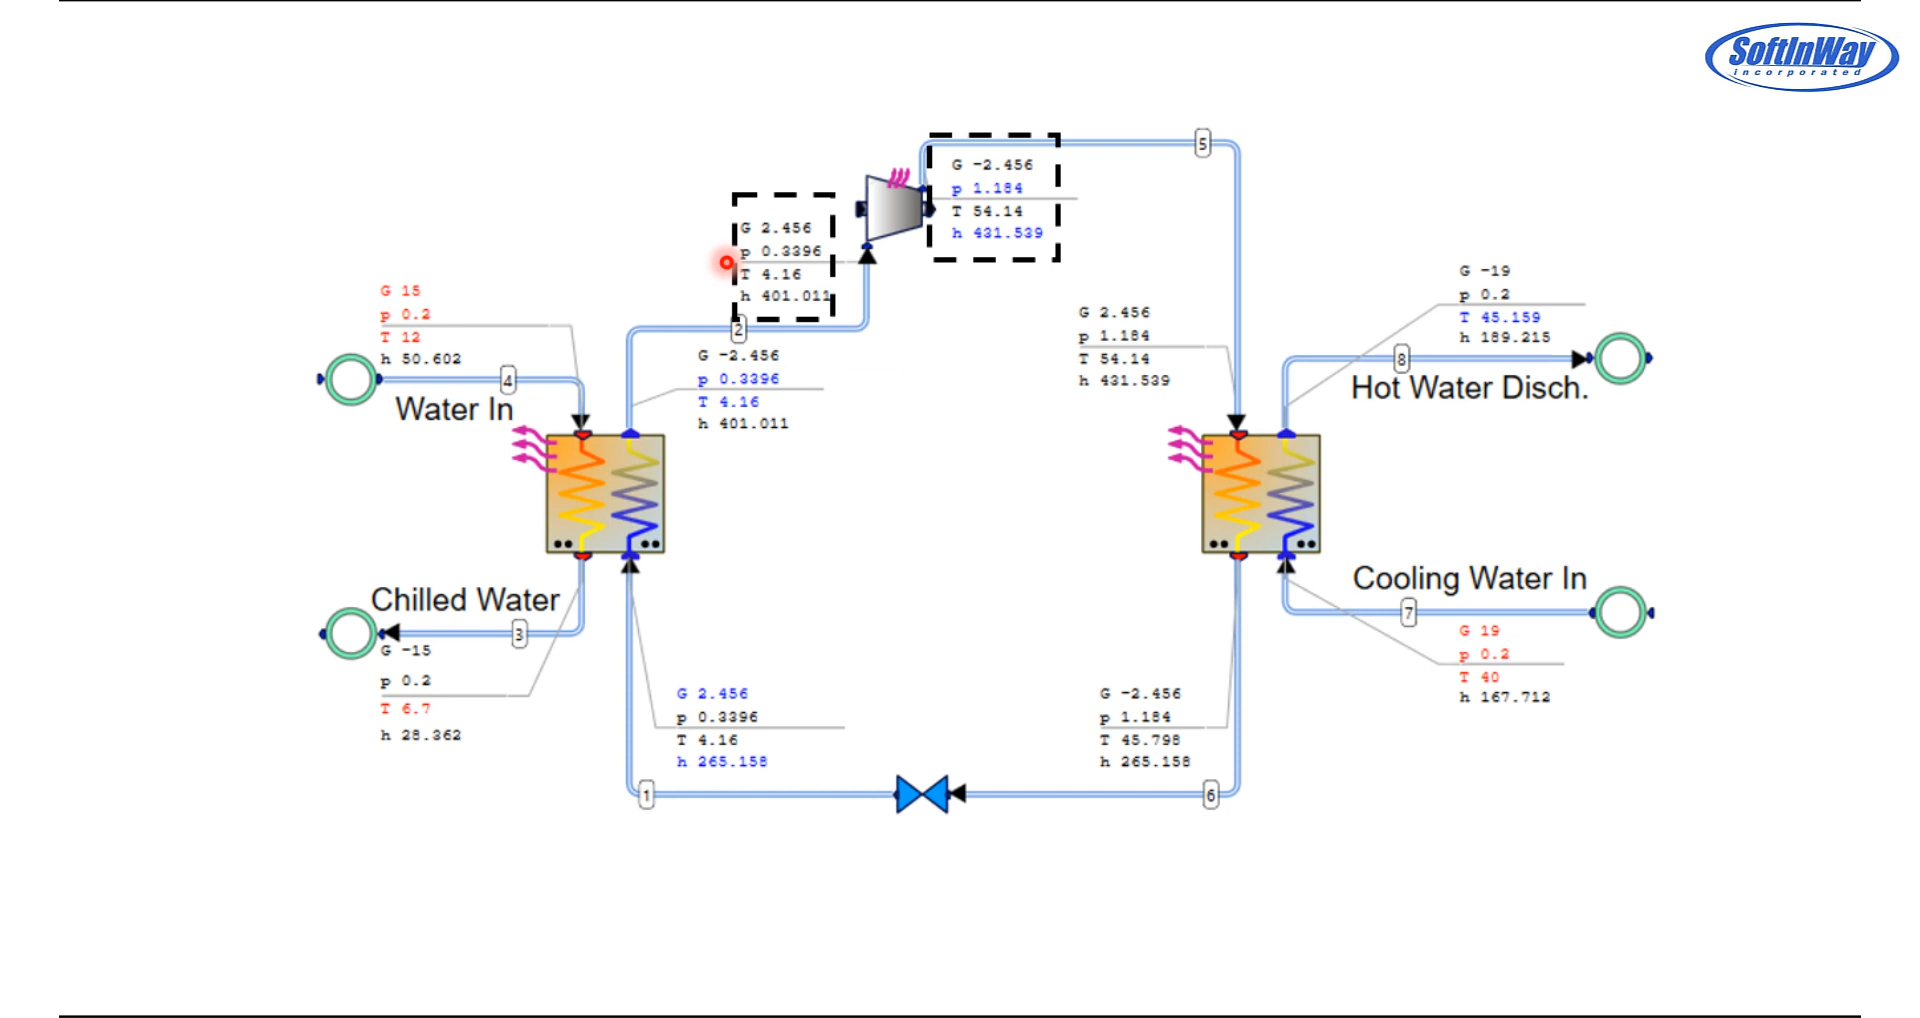 SoftInWay
incorporated
5
G -2.456
p 1.184
T 54.14
h 431.539
G 2.456
p 0.3396
T 4.16
h 401.011
2
G -2.456
p 0.3396
T 4.16
h 401.011
G 15
p 0.2
T 12
h 50.602
4
Water In
G 2.456
p 1.184
T 54.14
h 431.539
G -19
p 0.2
T 45.159
h 189.215
8
Hot Water Disch.
Chilled Water
3
G -15
p 0.2
T 6.7
h 28.362
Cooling Water In
7
G 19
p 0.2
T 40
h 167.712
G 2.456
p 0.3396
T 4.16
h 265.158
G -2.456
p 1.184
T 45.798
h 265.158
1
6